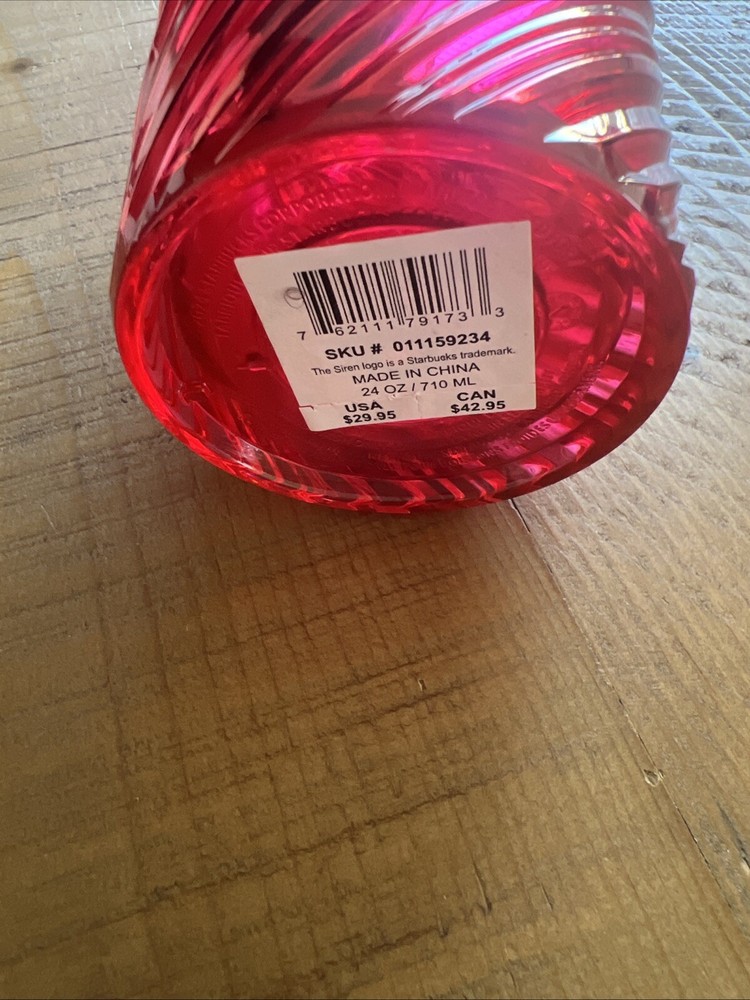 CORPORATIO
7 62111 79173 3
SKU # 011159234
The Siren logo is a Starbucks trademark.
MADE IN CHINA
24 OZ / 710 ML
USA CAN
$29.95 $42.95